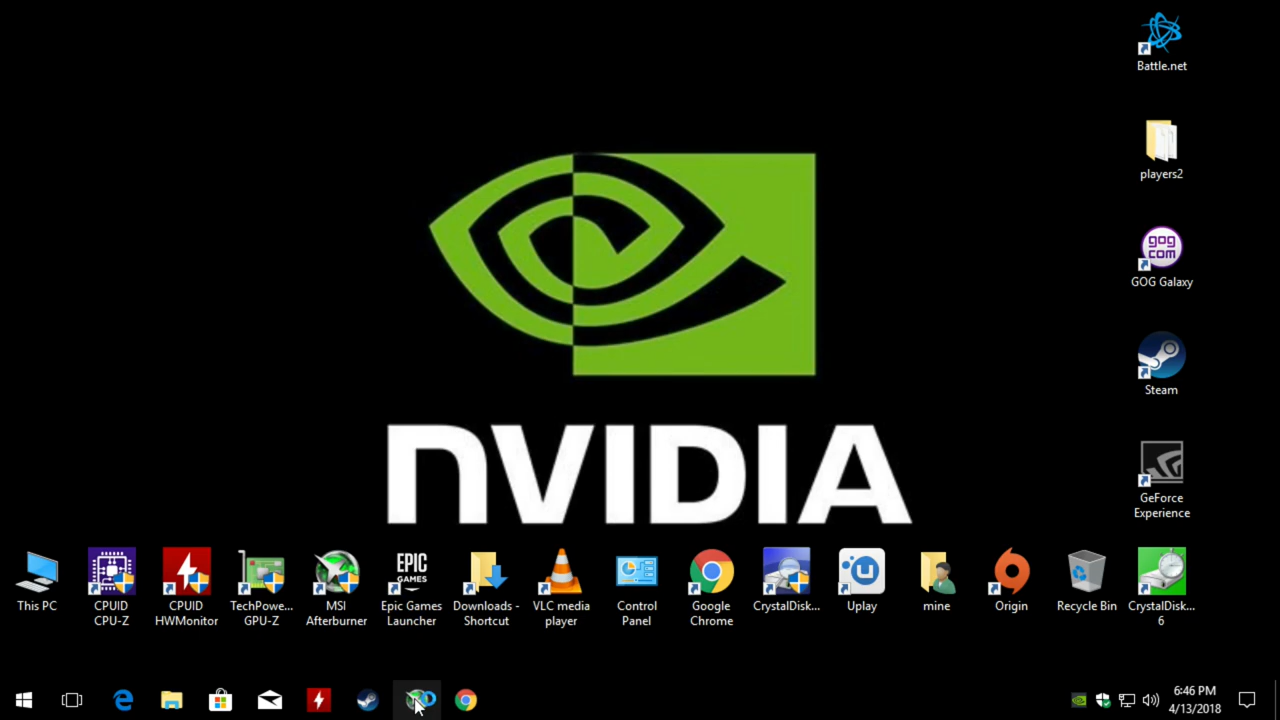 Battle.net
players2
gog
com
GOG Galaxy
Steam
GeForce
Experience
nVIDIA
EPIC
GAMES
This PC
CPUID
CPU-Z
CPUID
HWMonitor
TechPowe...
GPU-Z
MSI
Afterburner
Epic Games
Launcher
Downloads -
Shortcut
VLC media
player
Control
Panel
Google
Chrome
CrystalDisk...
Uplay
mine
Origin
Recycle Bin
CrystalDisk...
6
6:46 PM
4/13/2018